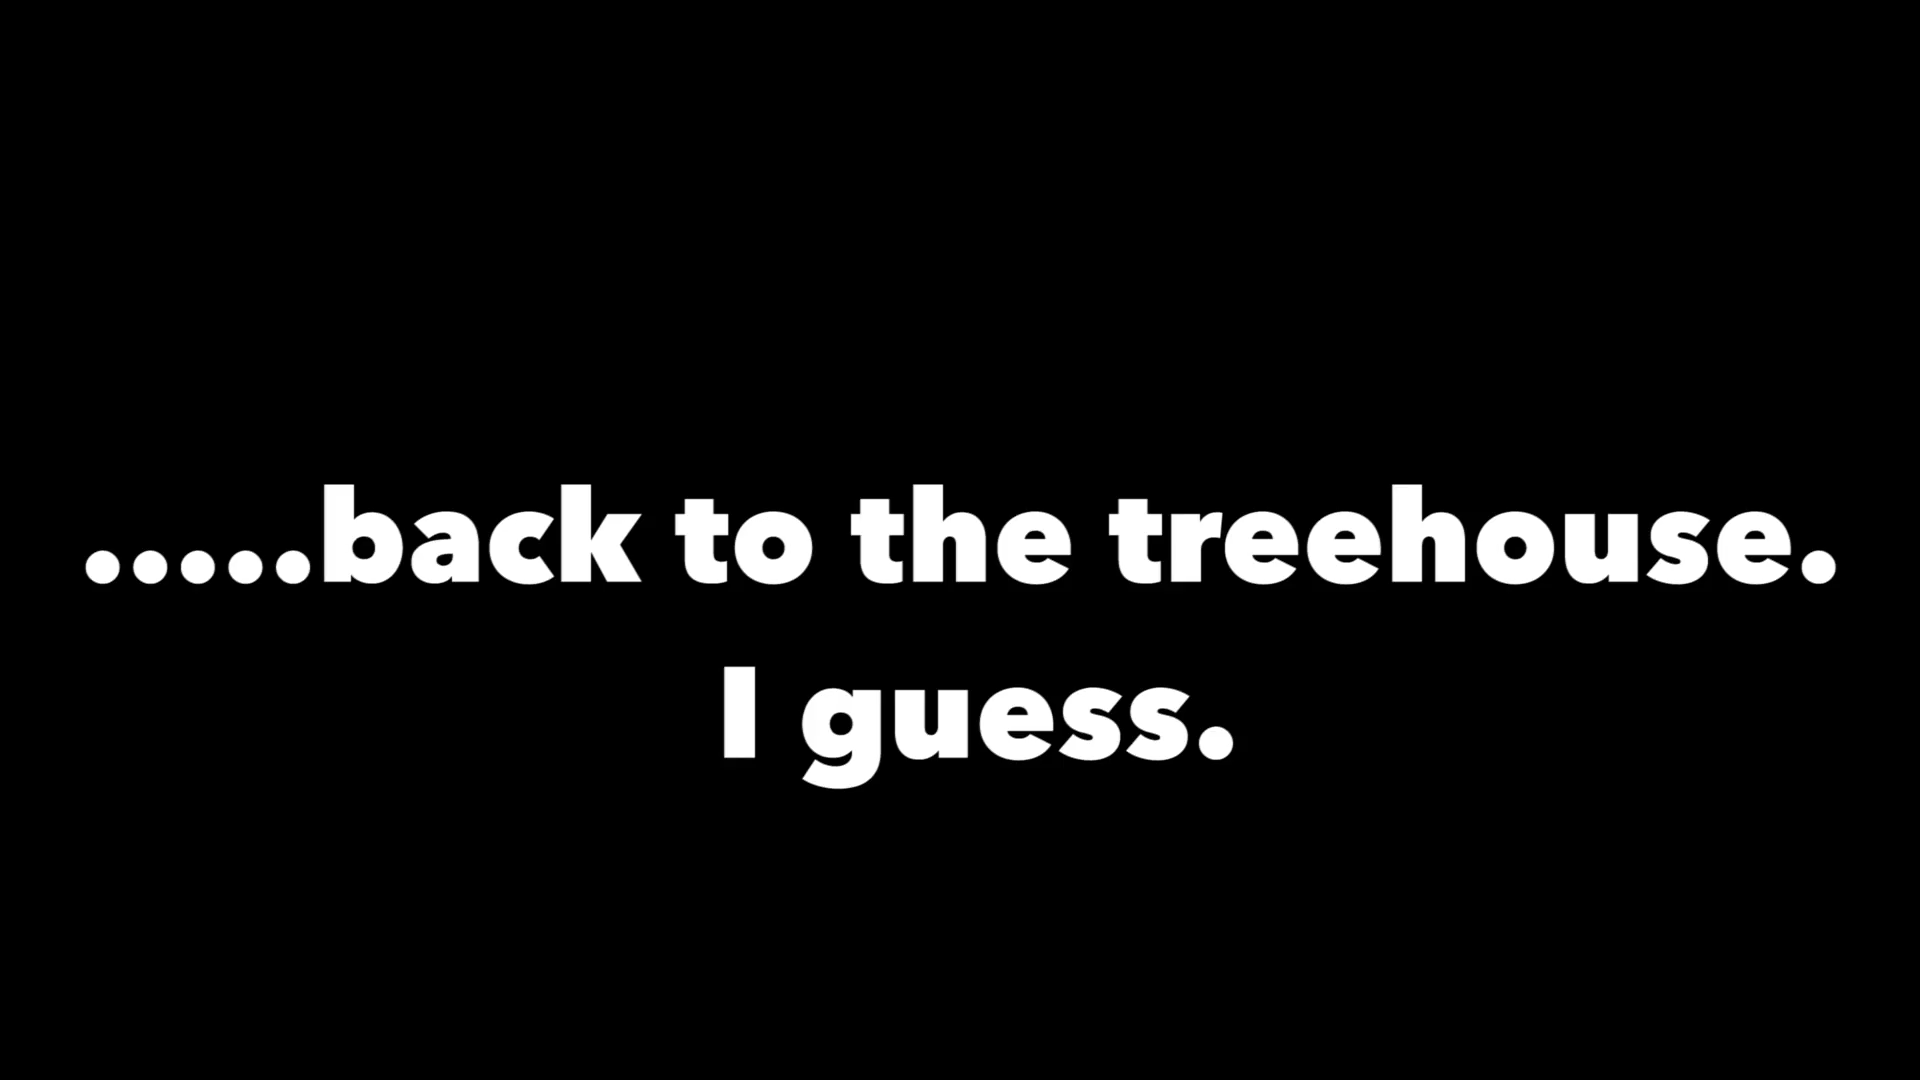 .....back to the treehouse.
I guess.